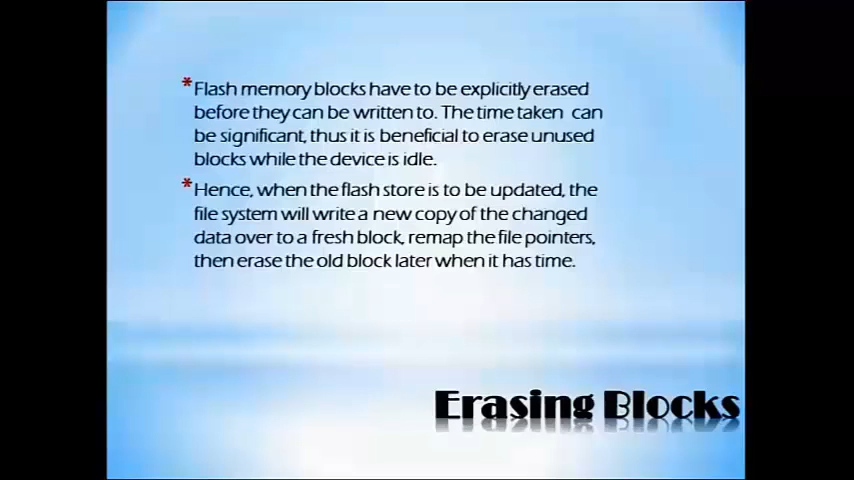 * Flash memory blocks have to be explicitly erased
before they can be written to. The time taken can
be significant, thus it is beneficial to erase unused
blocks while the device is idle.
* Hence, when the flash store is to be updated, the
file system will write a new copy of the changed
data over to a fresh block, remap the file pointers,
then erase the old block later when it has time.
Erasing Blocks